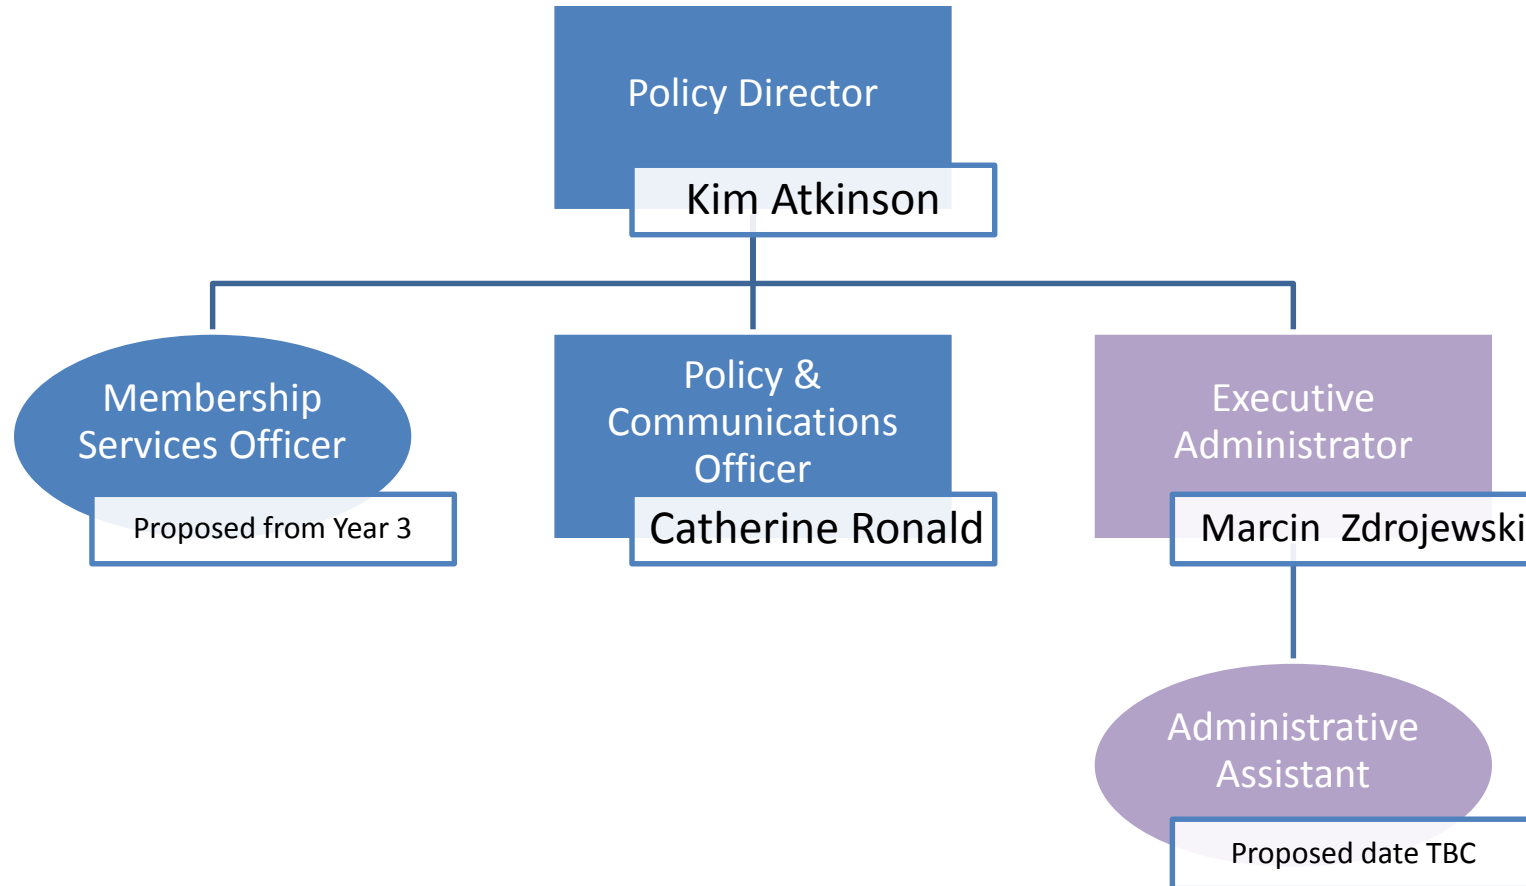 Policy Director
Kim Atkinson
Membership
Services Officer
Proposed from Year 3
Policy &
Communications
Officer
Catherine Ronald
Executive
Administrator
Marcin  Zdrojewski
Administrative
Assistant
Proposed date TBC